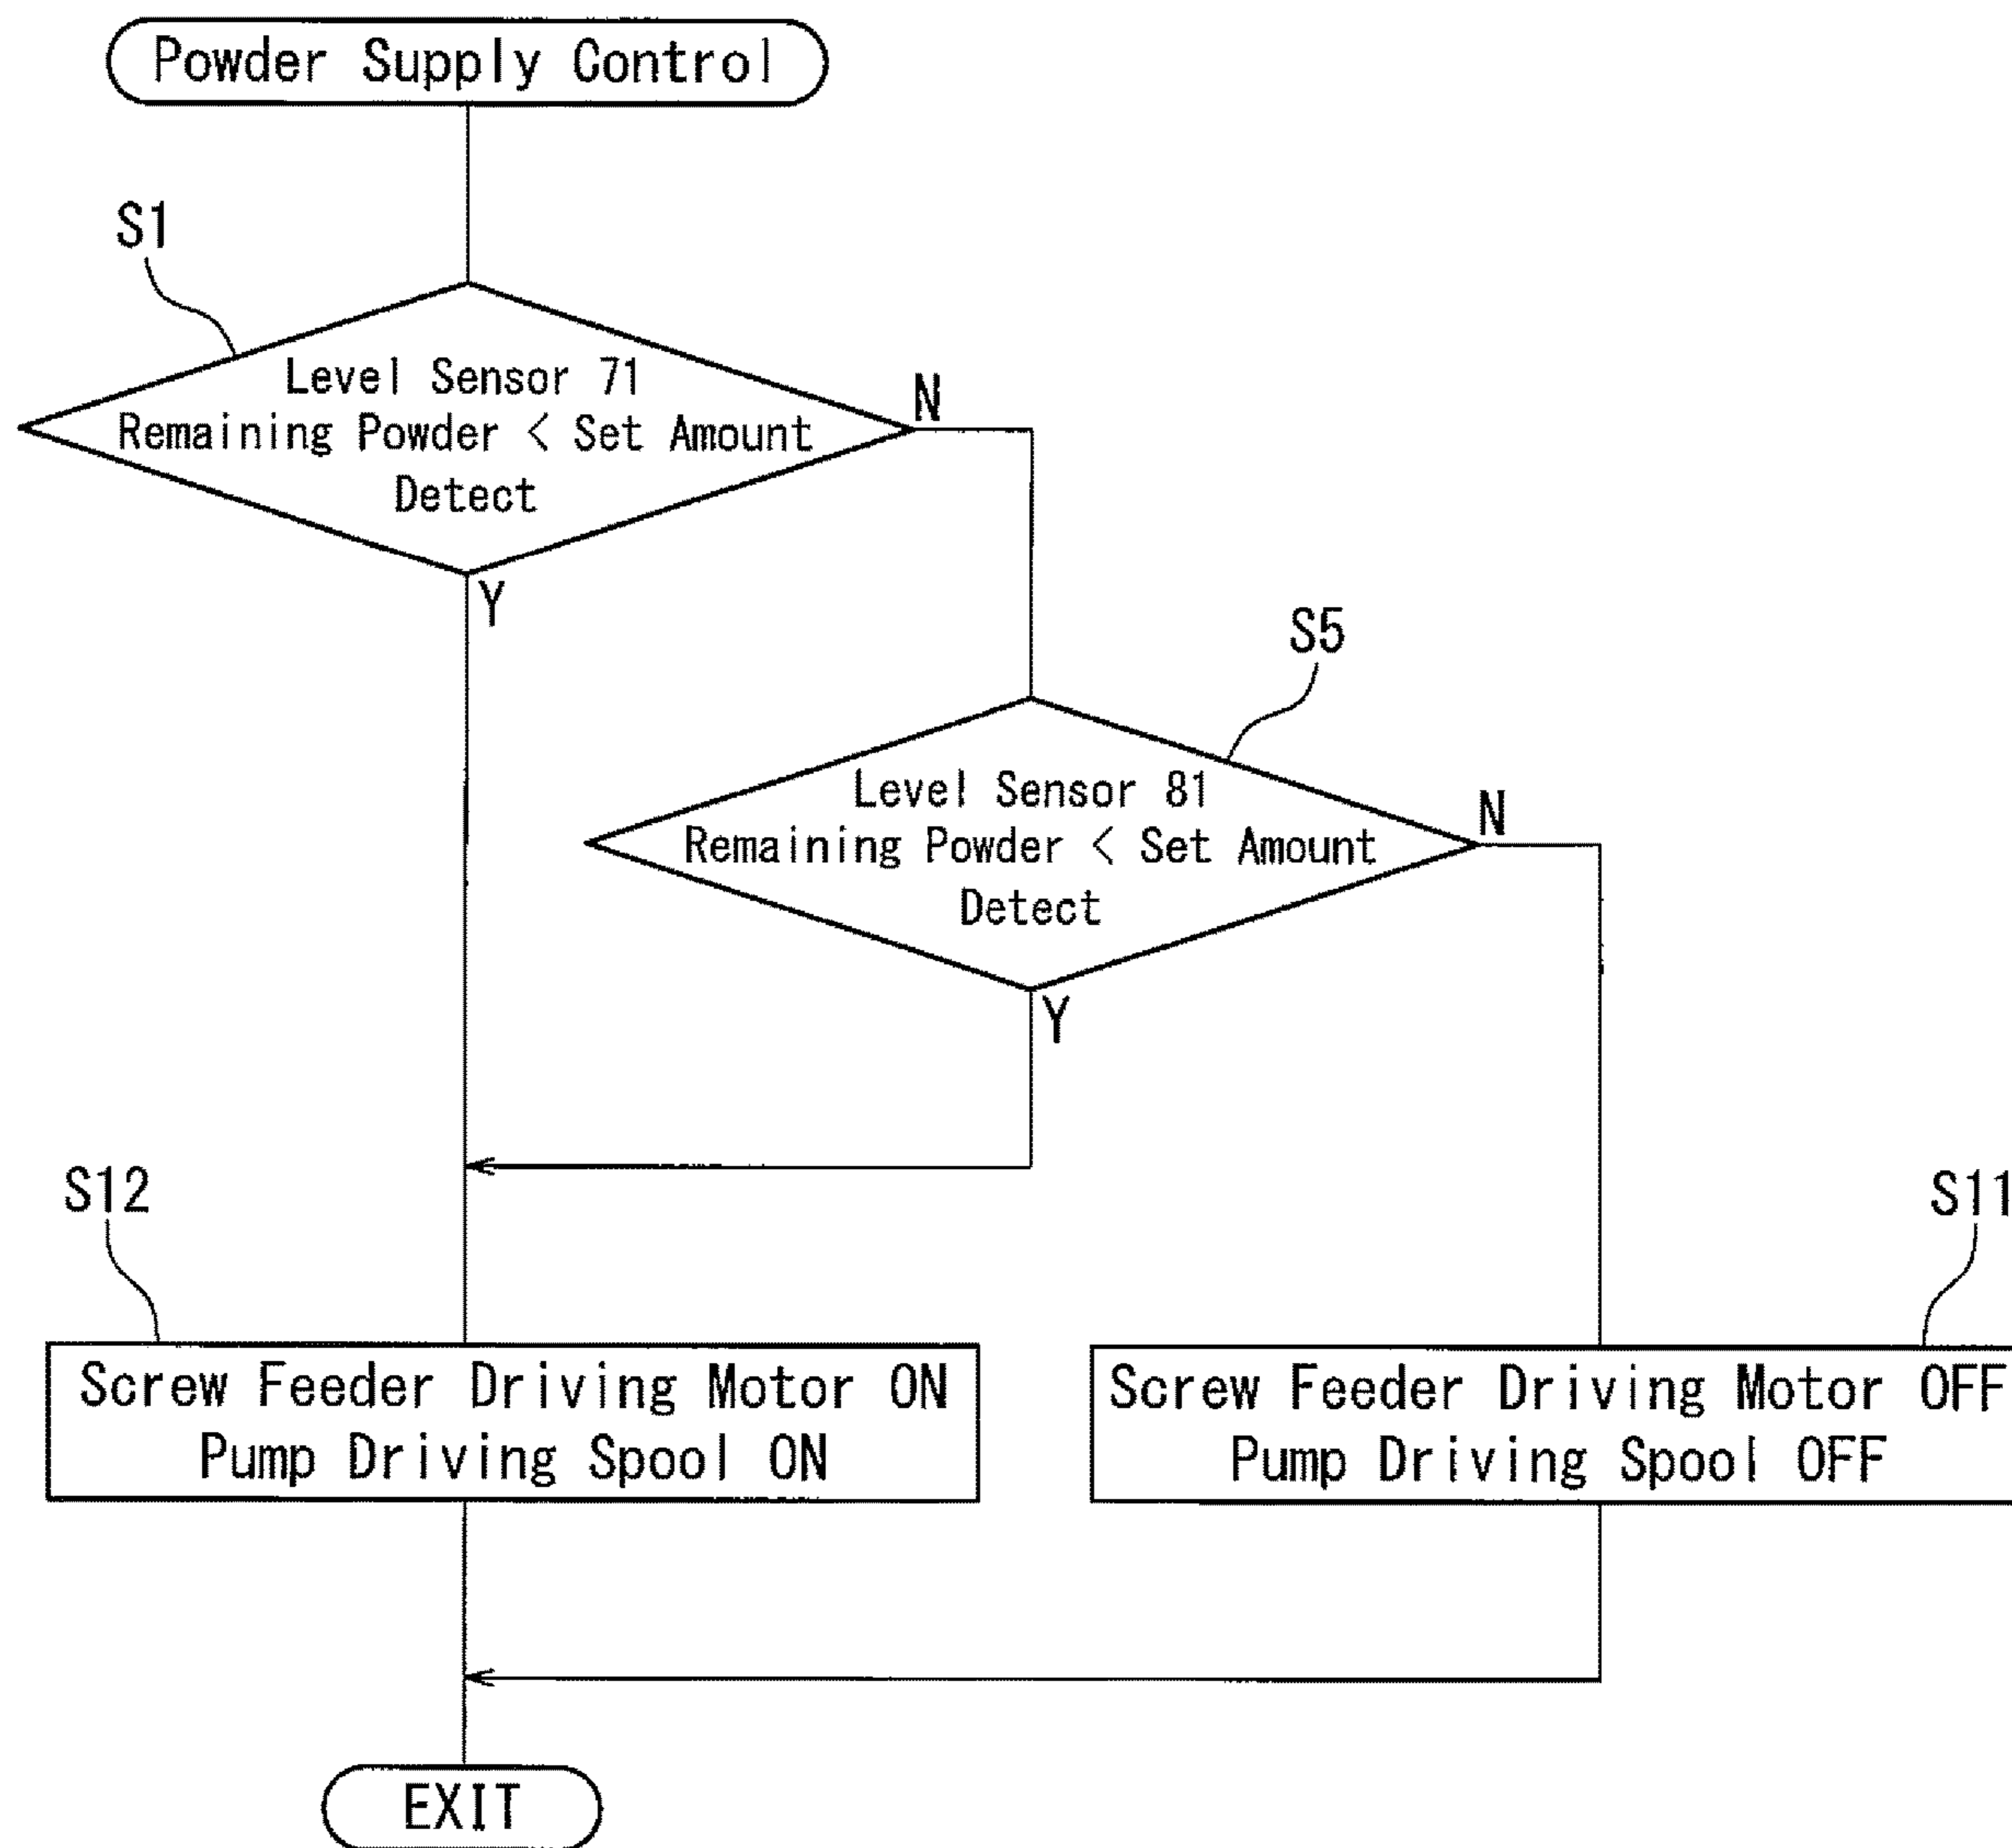 Powder Supply Control
S1
Level Sensor 71
Remaining Powder < Set Amount
Detect
N
Y
S5
Level Sensor 81
Remaining Powder < Set Amount
Detect
N
Y
S12
S11
Screw Feeder Driving Motor ON
Pump Driving Spool ON
Screw Feeder Driving Motor OFF
Pump Driving Spool OFF
EXIT